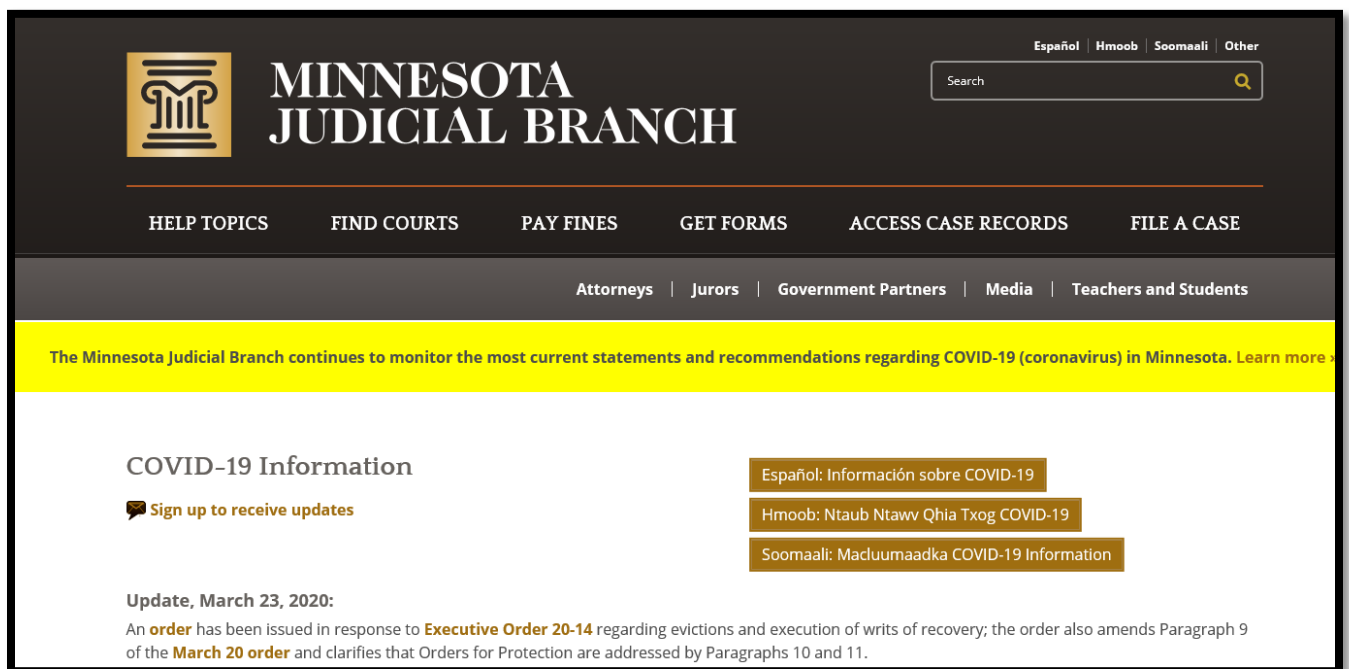 Español | Hmoob | Soomaali | Other
MINNESOTA
JUDICIAL BRANCH
Search
HELP TOPICS FIND COURTS PAY FINES GET FORMS ACCESS CASE RECORDS FILE A CASE
Attorneys | Jurors | Government Partners | Media | Teachers and Students
The Minnesota Judicial Branch continues to monitor the most current statements and recommendations regarding COVID-19 (coronavirus) in Minnesota. Learn more ›
COVID-19 Information
Sign up to receive updates
Español: Información sobre COVID-19
Hmoob: Ntaub Ntawv Qhia Txog COVID-19
Soomaali: Macluumaadka COVID-19 Information
Update, March 23, 2020:
An order has been issued in response to Executive Order 20-14 regarding evictions and execution of writs of recovery; the order also amends Paragraph 9
of the March 20 order and clarifies that Orders for Protection are addressed by Paragraphs 10 and 11.